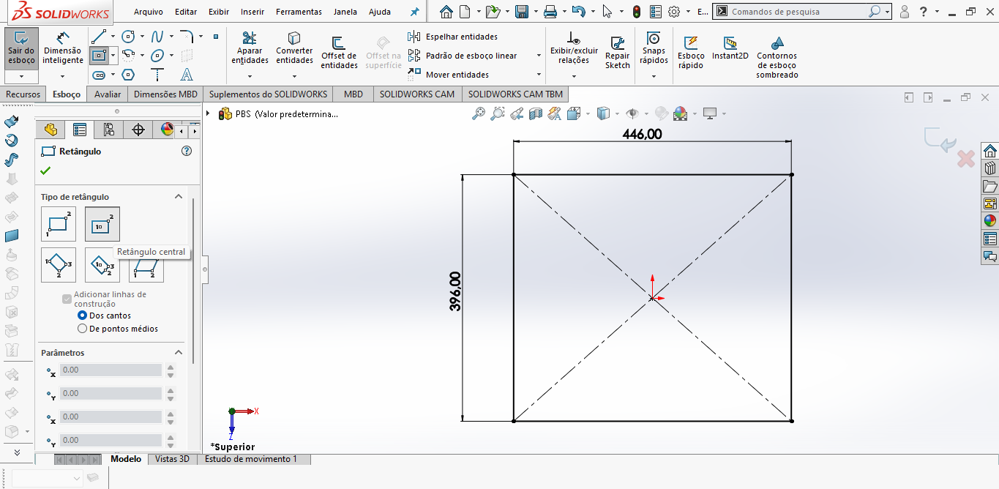 SOLIDWORKS
Arquivo Editar Exibir Inserir Ferramentas Janela Ajuda
E...
Comandos de pesquisa
?
Sair do esboço
Dimensão inteligente
Aparar entidades
Converter entidades
Offset de entidades
Offset na superfície
Espelhar entidades
Padrão de esboço linear
Mover entidades
Exibir/excluir relações
Repair Sketch
Snaps rápidos
Esboço rápido
Instant2D
Contornos de esboço sombreado
Recursos Esboço Avaliar Dimensões MBD Suplementos do SOLIDWORKS MBD SOLIDWORKS CAM SOLIDWORKS CAM TBM
PBS (Valor predetermina...
Retângulo
?
Tipo de retângulo
Retângulo central
Adicionar linhas de
construção
Dos cantos
De pontos médios
Parâmetros
X 0.00
Y 0.00
X 0.00
Y 0.00
446,00
396,00
X
Z
*Superior
Modelo Vistas 3D Estudo de movimento 1